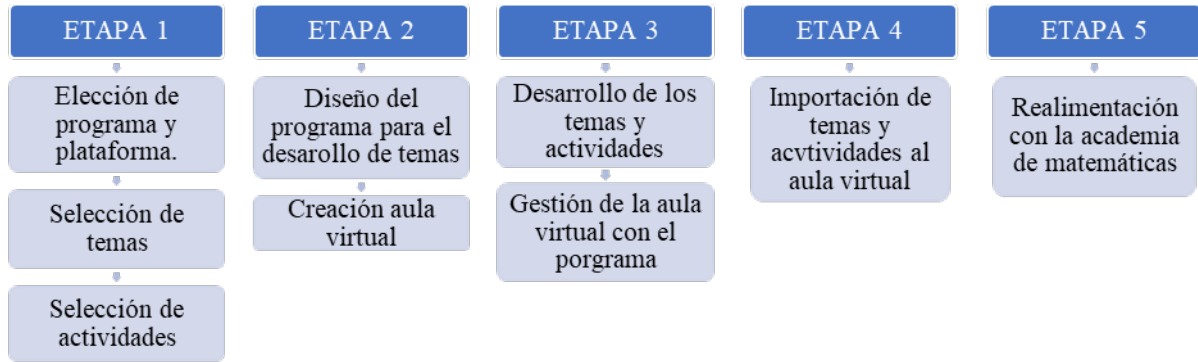 ETAPA 1
Elección de
programa y
plataforma.
Selección de
temas
Selección de
actividades
ETAPA 2
Diseño del
programa para el
desarollo de temas
Creación aula
virtual
ETAPA 3
Desarrollo de los
temas y
actividades
Gestión de la aula
virtual con el
porgrama
ETAPA 4
Importación de
temas y
acvtividades al
aula virtual
ETAPA 5
Realimentación
con la academia
de matemáticas